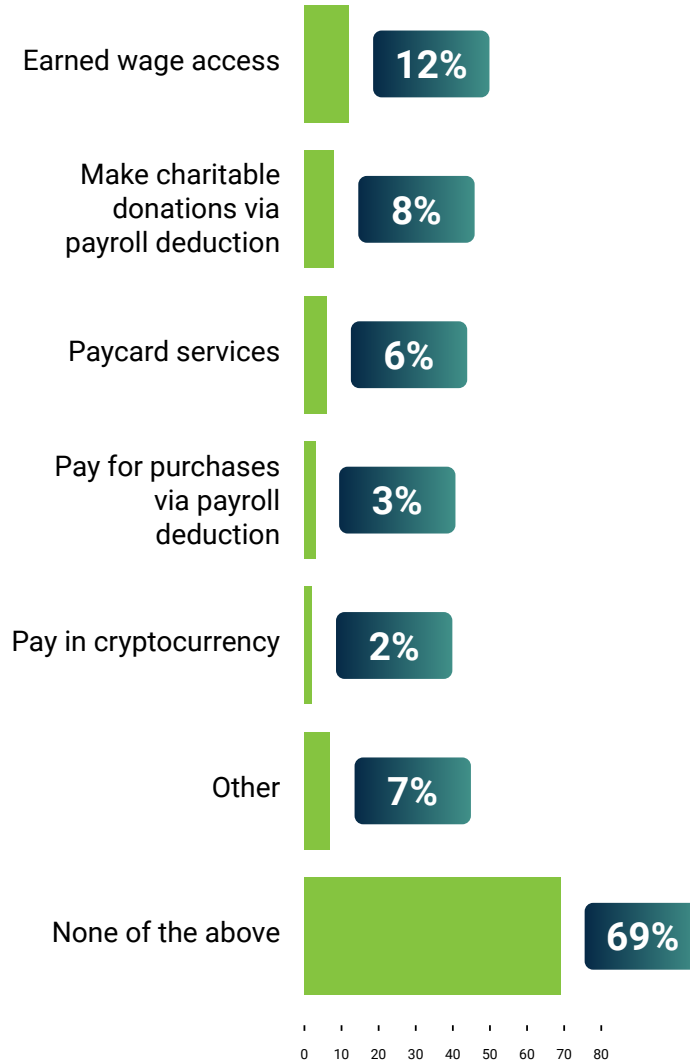 Earned wage access
12%
Make charitable
donations via
payroll deduction
8%
Paycard services
6%
Pay for purchases
via payroll
deduction
3%
Pay in cryptocurrency
2%
Other
7%
None of the above
69%
0 10 20 30 40 50 60 70 80